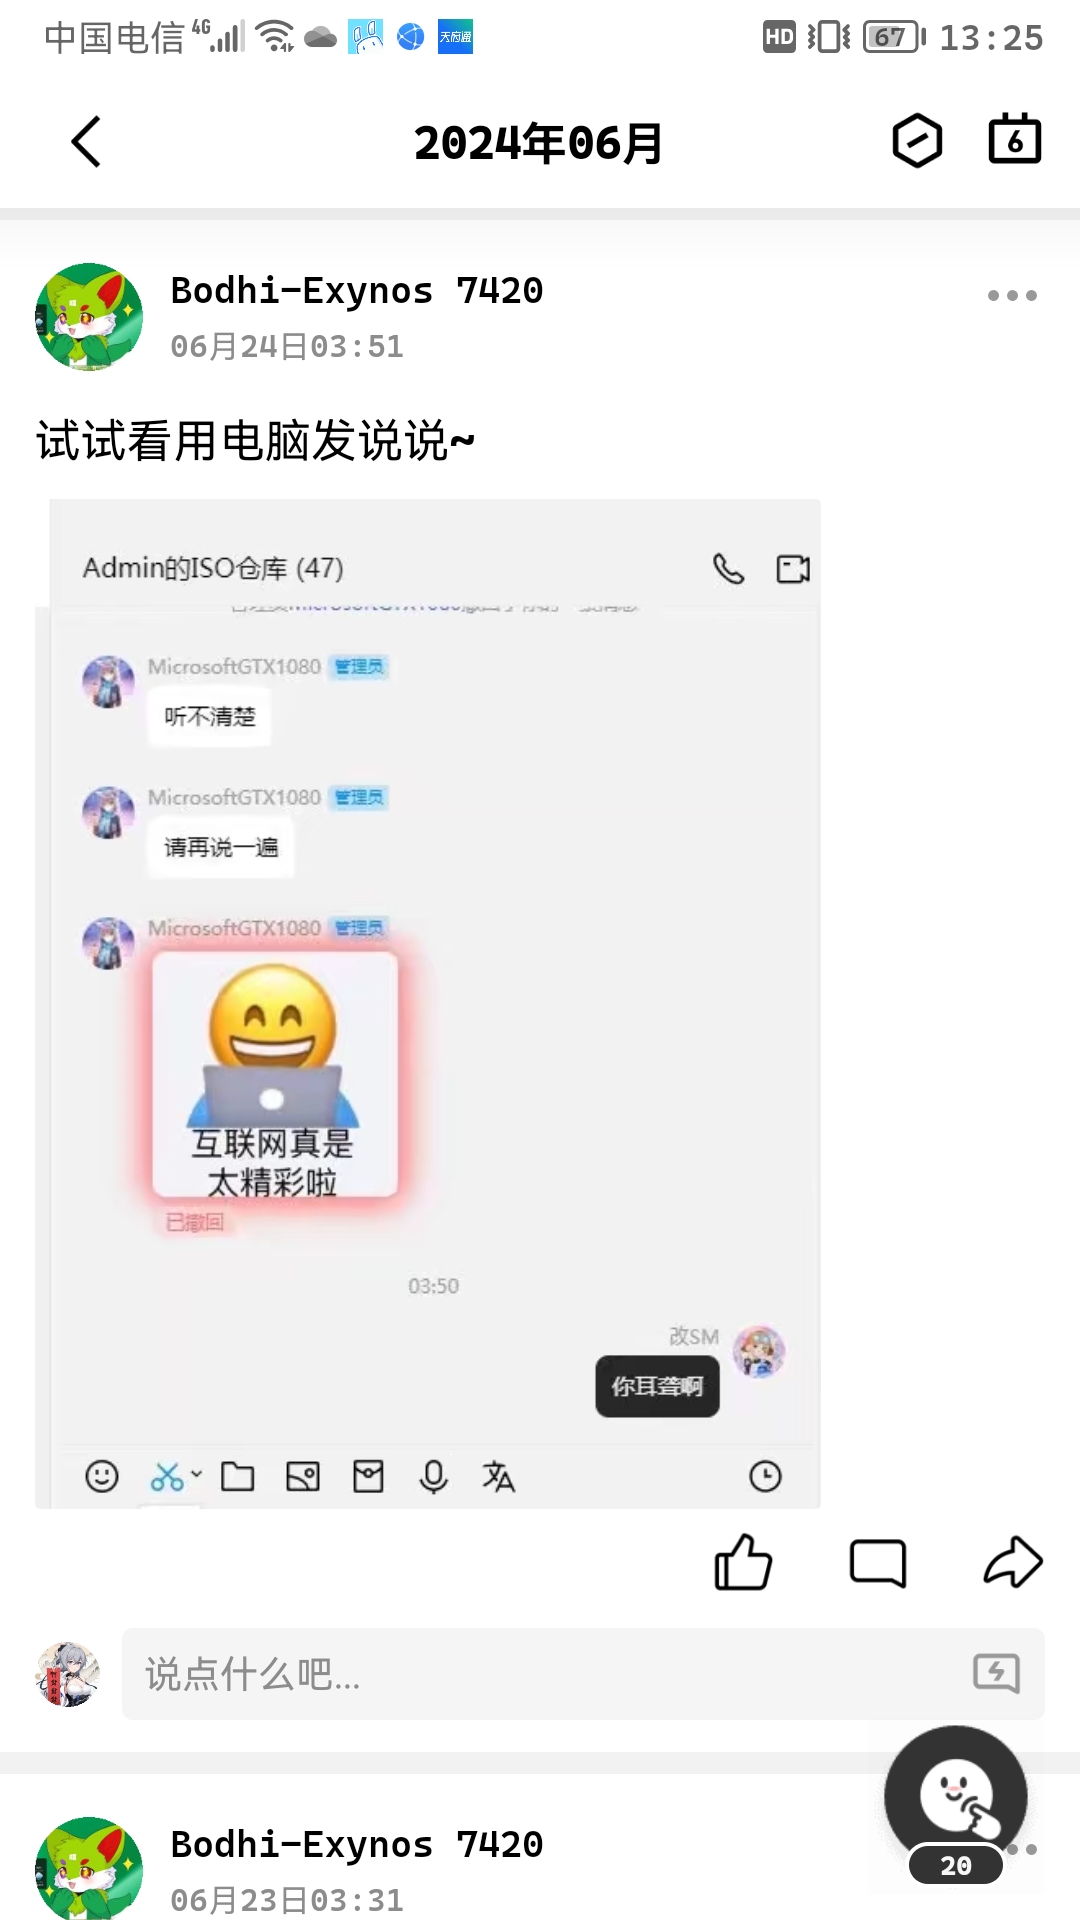 中国电信 4G HD 67 13:25
天府通
2024年06月
6
Bodhi-Exynos 7420
06月24日03:51
试试看用电脑发说说~
Admin的ISO仓库 (47)
MicrosoftGTX1080 管理员
听不清楚
MicrosoftGTX1080 管理员
请再说一遍
MicrosoftGTX1080 管理员
互联网真是
太精彩啦
已撤回
03:50
改SM
你耳聋啊
说点什么吧...
Bodhi-Exynos 7420
20
06月23日03:31